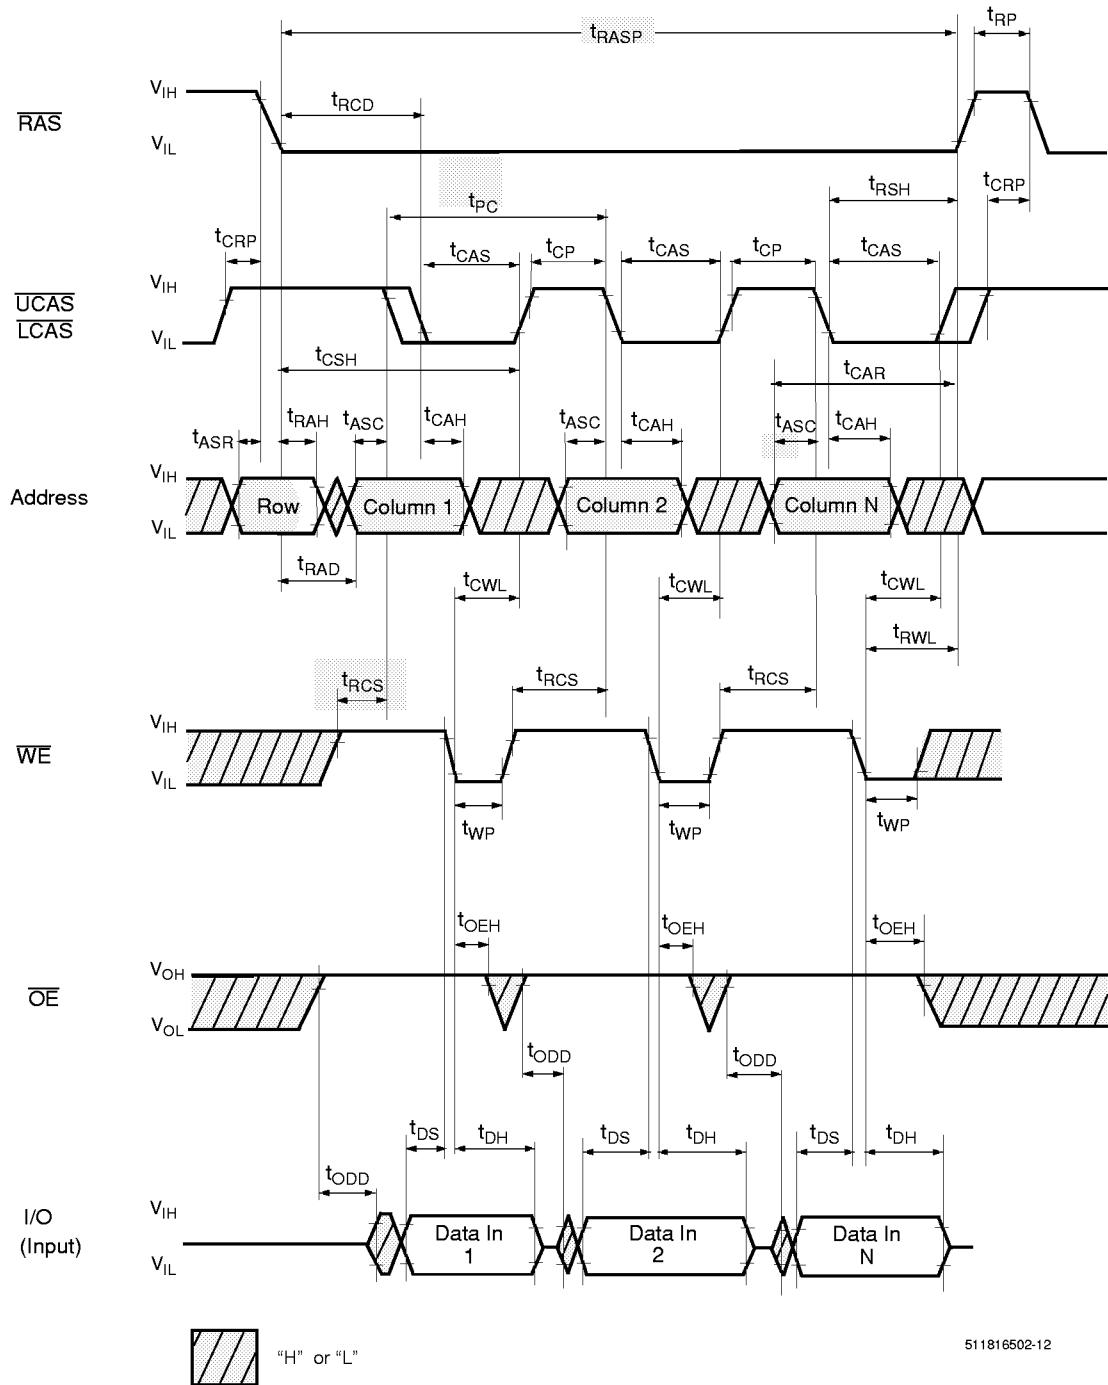 tRASP
tRP
VIH
tRCD
RAS
VIL
tRSH
tCRP
tPC
tCRP
tCAS
tCP
tCAS
tCP
tCAS
VIH
UCAS
LCAS
VIL
tCSH
tCAR
tASR
tRAH
tASC
tCAH
tASC
tCAH
tASC
tCAH
VIH
Address
Row
Column 1
Column 2
Column N
VIL
tRAD
tCWL
tCWL
tCWL
tRWL
tRCS
tRCS
tRCS
VIH
WE
VIL
tWP
tWP
tWP
tOEH
tOEH
tOEH
VOH
OE
VOL
tODD
tODD
tDS
tDH
tDS
tDH
tDS
tDH
tODD
VIH
I/O
(Input)
Data In
1
Data In
2
Data In
N
VIL
"H" or "L"
511816502-12